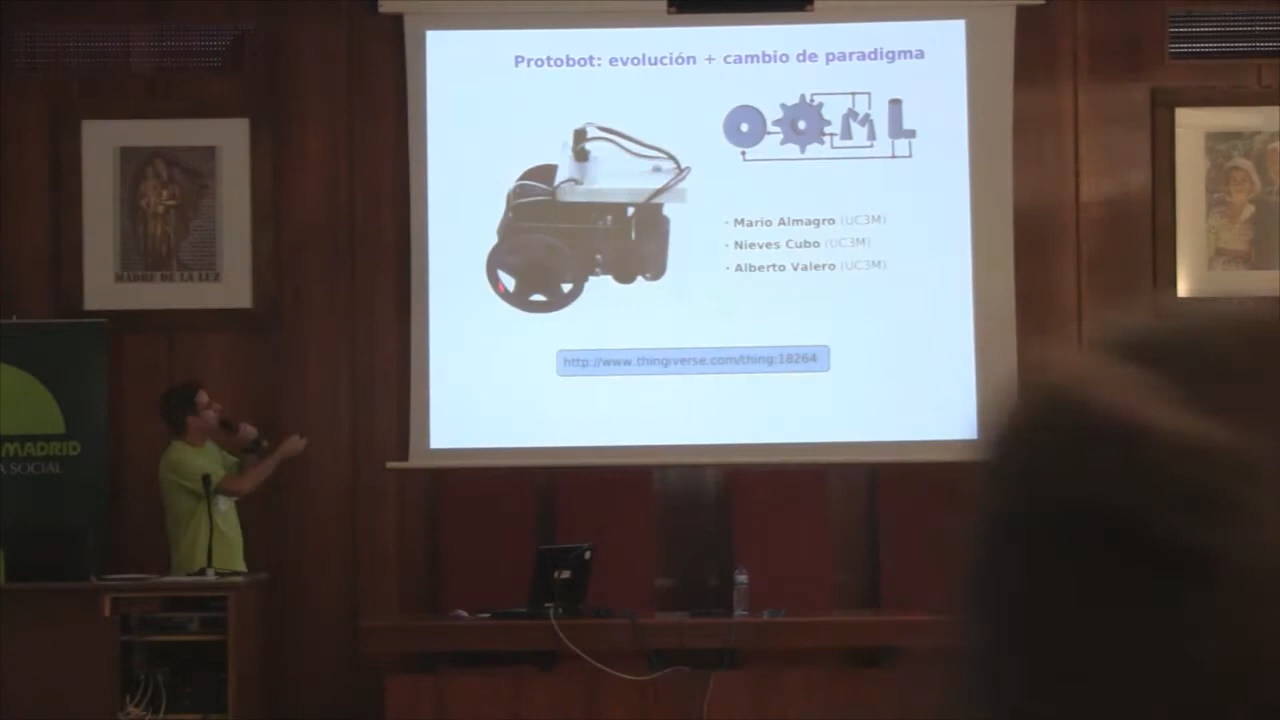 Protobot: evolución + cambio de paradigma
OOML
- Mario Almagro (UC3M)
- Nieves Cubo (UC3M)
- Alberto Valero (UC3M)
http://www.thingiverse.com/thing:18264
MADRE DE LA LUZ
MADRID
A SOCIAL